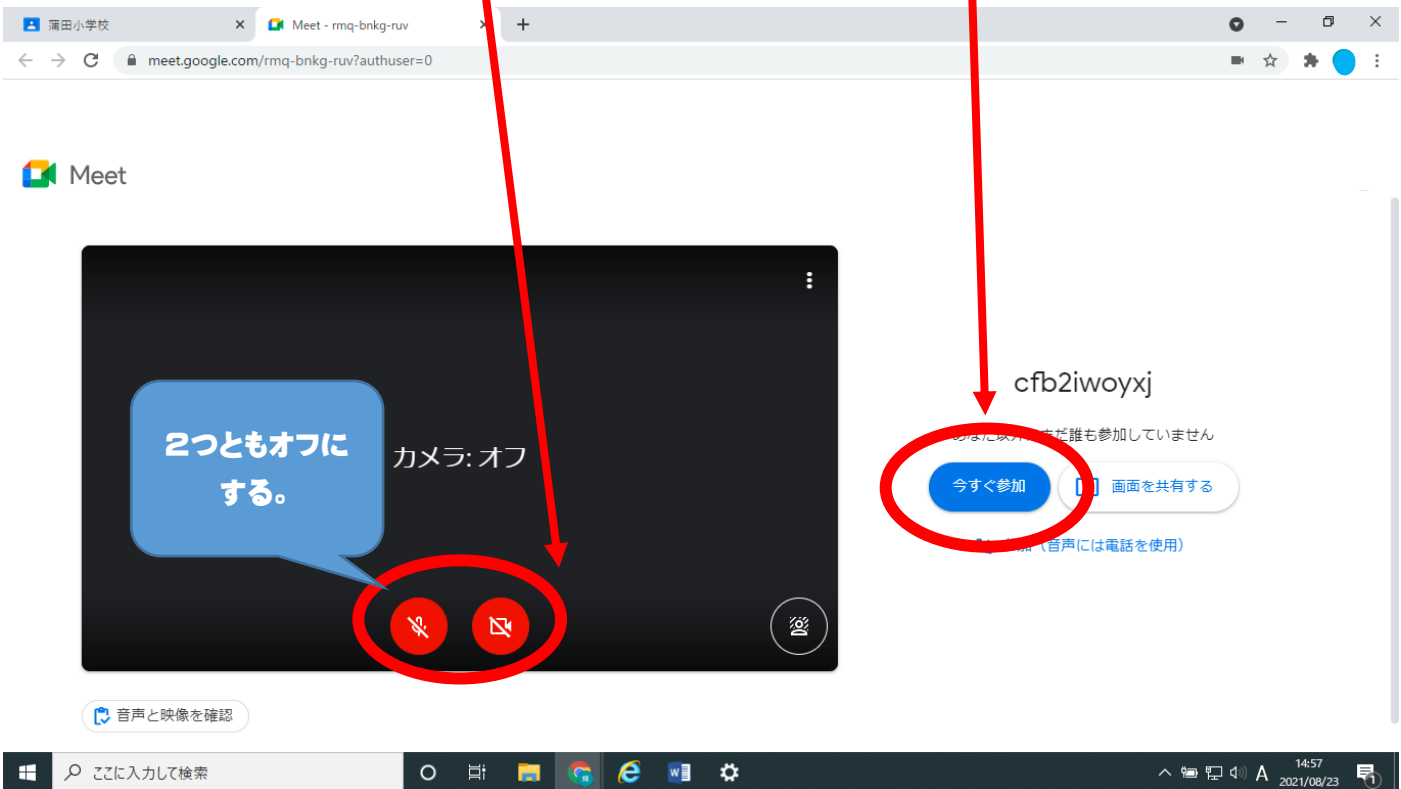 蒲田小学校
Meet - rmq-bnkg-ruv
meet.google.com/rmq-bnkg-ruv?authuser=0
Meet
2つともオフに
する。
カメラ: オフ
cfb2iwoyxj
だ誰も参加していません
今すぐ参加
画面を共有する
(音声には電話を使用)
音声と映像を確認
ここに入力して検索
A
14:57
2021/08/23
1